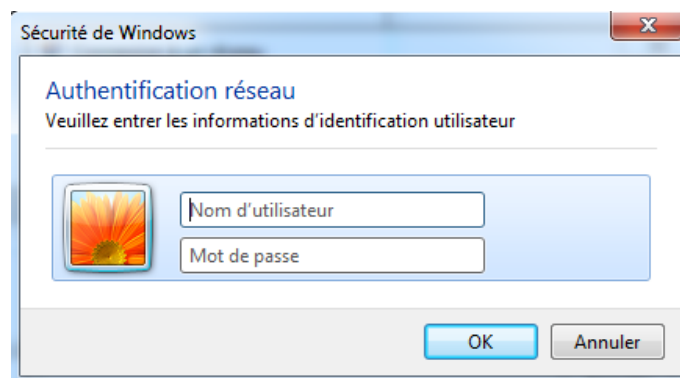 Sécurité de Windows
Authentification réseau
Veuillez entrer les informations d'identification utilisateur
Nom d'utilisateur
Mot de passe
OK
Annuler